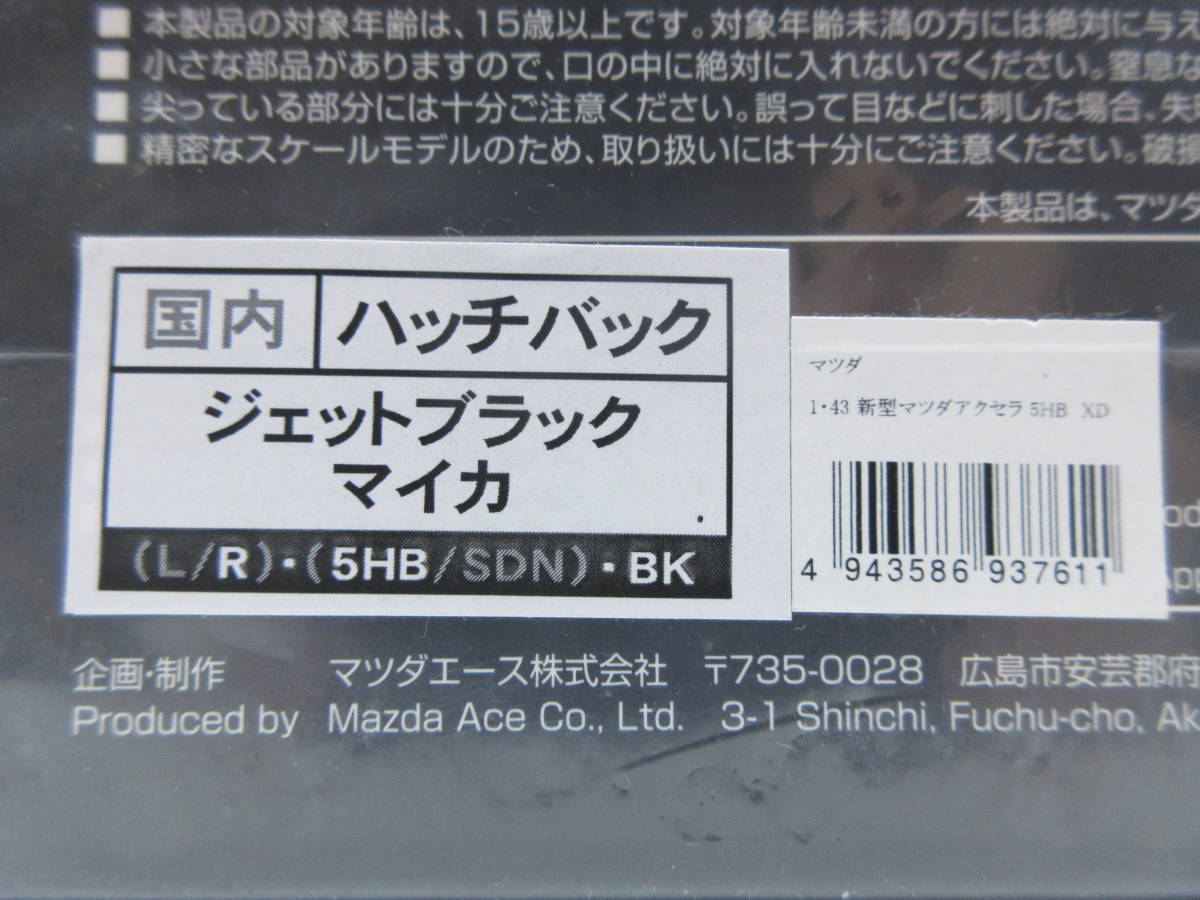 ■ 本製品の対象年齢は、15歳以上です。対象年齢未満の方には絶対に与え
■ 小さな部品がありますので、口の中に絶対に入れないでください。窒息な
■ 尖っている部分には十分ご注意ください。誤って目などに刺した場合、失
■ 精密なスケールモデルのため、取り扱いには十分にご注意ください。破損
本製品は、マツダ
国内 ハッチバック
ジェットブラック
マイカ
(L/R)・(5HB/SDN)・BK
マツダ
1・43 新型マツダアクセラ 5HB XD
4 943586 937611
od
App
企画・制作 マツダエース株式会社 〒735-0028 広島市安芸郡府
Produced by Mazda Ace Co., Ltd. 3-1 Shinchi, Fuchu-cho, Ak